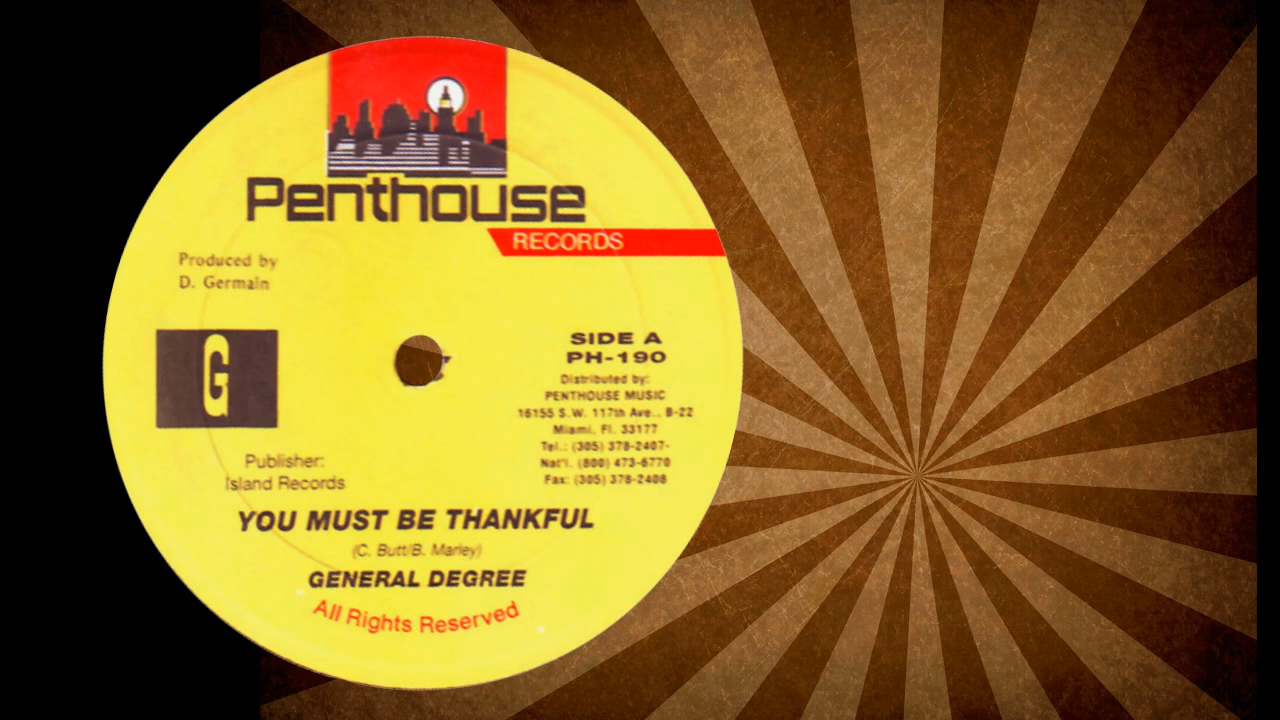 Penthouse
RECORDS
Produced by
D. Germain
G
SIDE A
PH-190
Distributed by:
PENTHOUSE MUSIC
16155 S.W. 117th Ave., B-22
Miami, Fl. 33177
Tel.: (305) 378-2407-
Nat'l. (800) 473-6770
Fax: (305) 378-2408
Publisher:
Island Records
YOU MUST BE THANKFUL
(C. Butt/B. Marley)
GENERAL DEGREE
All Rights Reserved